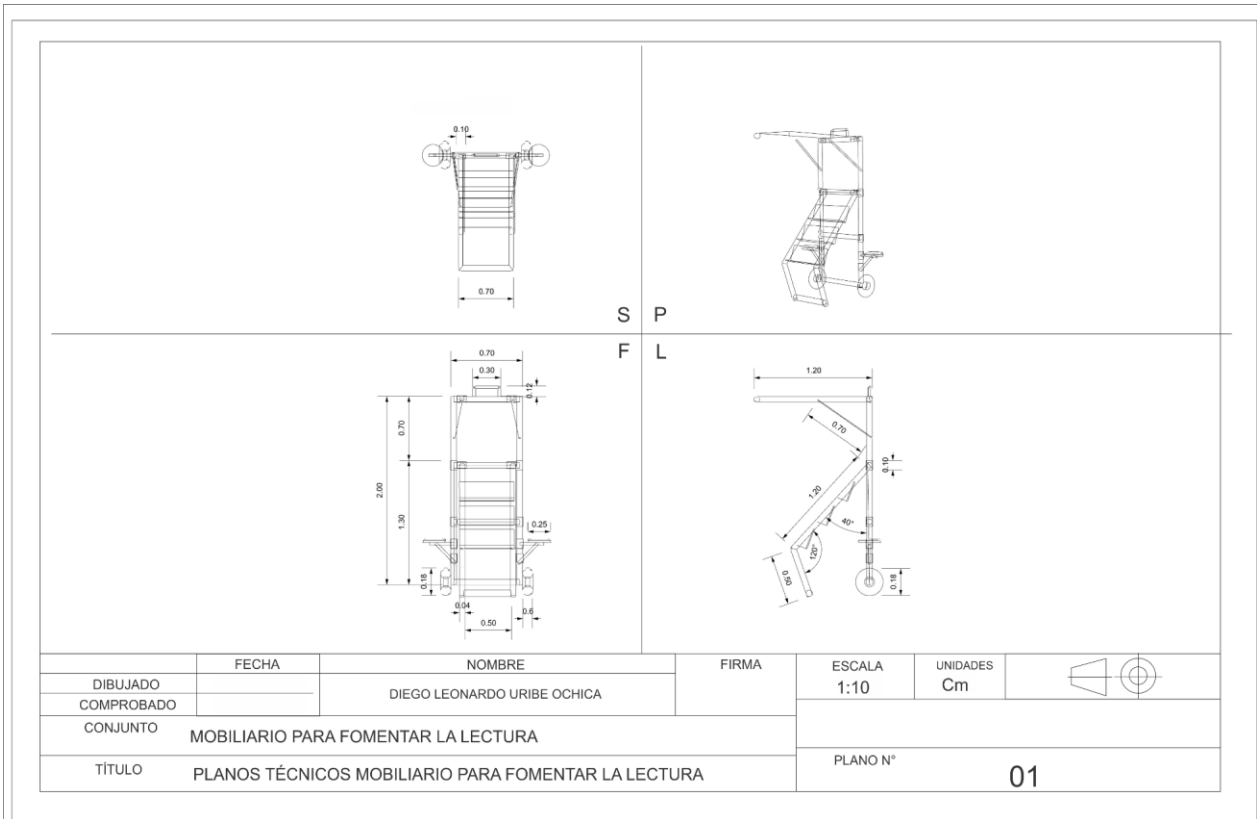 0.10
0.70
S
P
F
L
0.70
0.30
0.12
0.70
2.00
1.30
0.25
0.18
0.04
0.6
0.50
1.20
0.70
0.10
1.20
40°
120°
0.50
0.18
FECHA
NOMBRE
FIRMA
ESCALA
1:10
UNIDADES
Cm
DIBUJADO
COMPROBADO
DIEGO LEONARDO URIBE OCHICA
CONJUNTO
MOBILIARIO PARA FOMENTAR LA LECTURA
TÍTULO
PLANOS TÉCNICOS MOBILIARIO PARA FOMENTAR LA LECTURA
PLANO N°
01